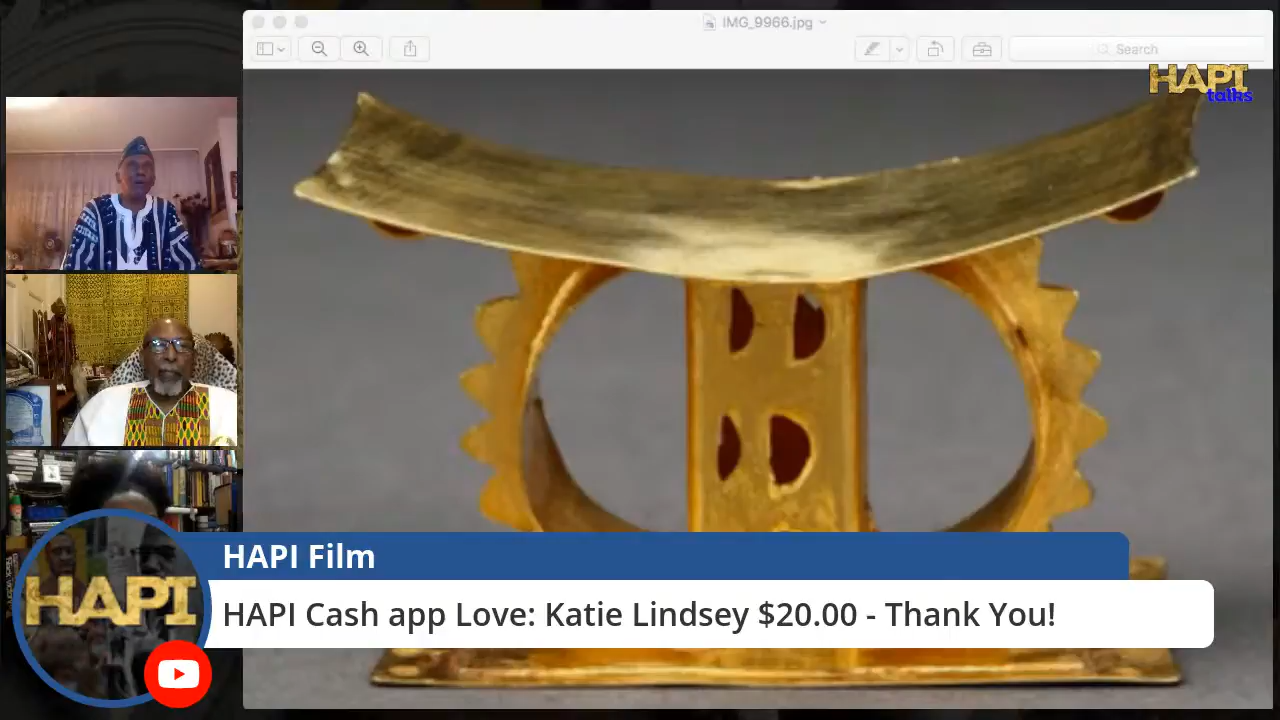 IMG_9966.jpg
Search
HAPI
talks
HAPI Film
HAPI Cash app Love: Katie Lindsey $20.00 - Thank You!
HAPI